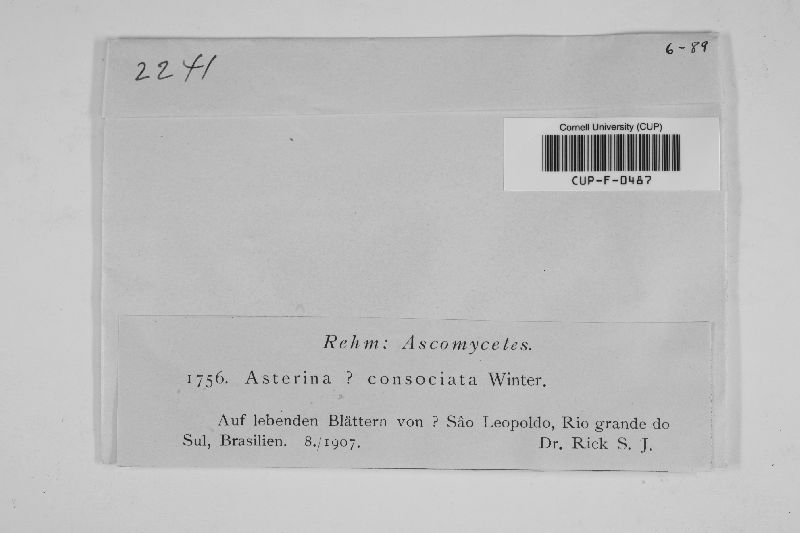 2241
6-89
Cornell University (CUP)
CUP-F-0487
Rehm: Ascomycetes.
1756. Asterina ? consociata Winter.
Auf lebenden Blättern von ? Sâo Leopoldo, Rio grande do
Sul, Brasilien. 8./1907. Dr. Rick S. J.